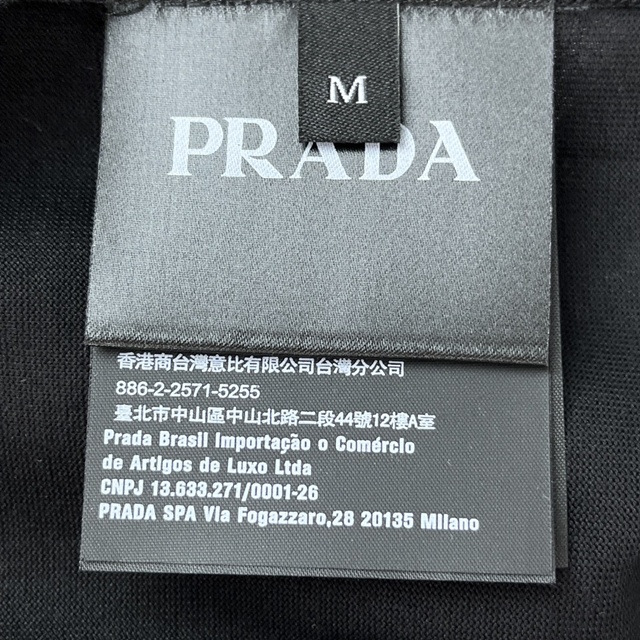 M
PRADA
香港商台灣意比有限公司台灣分公司
886-2-2571-5255
臺北市中山區中山北路二段44號12樓A室
Prada Brasil Importação o Comércio
de Artigos de Luxo Ltda
CNPJ 13.633.271/0001-26
PRADA SPA Via Fogazzaro,28 20135 Milano